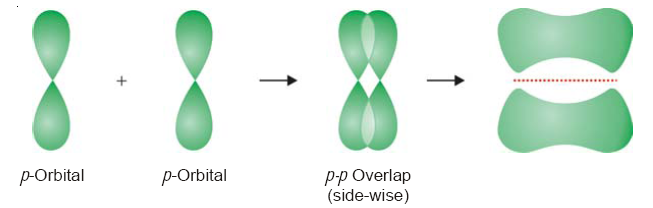 +
p-Orbital
p-Orbital
p-p Overlap
(side-wise)